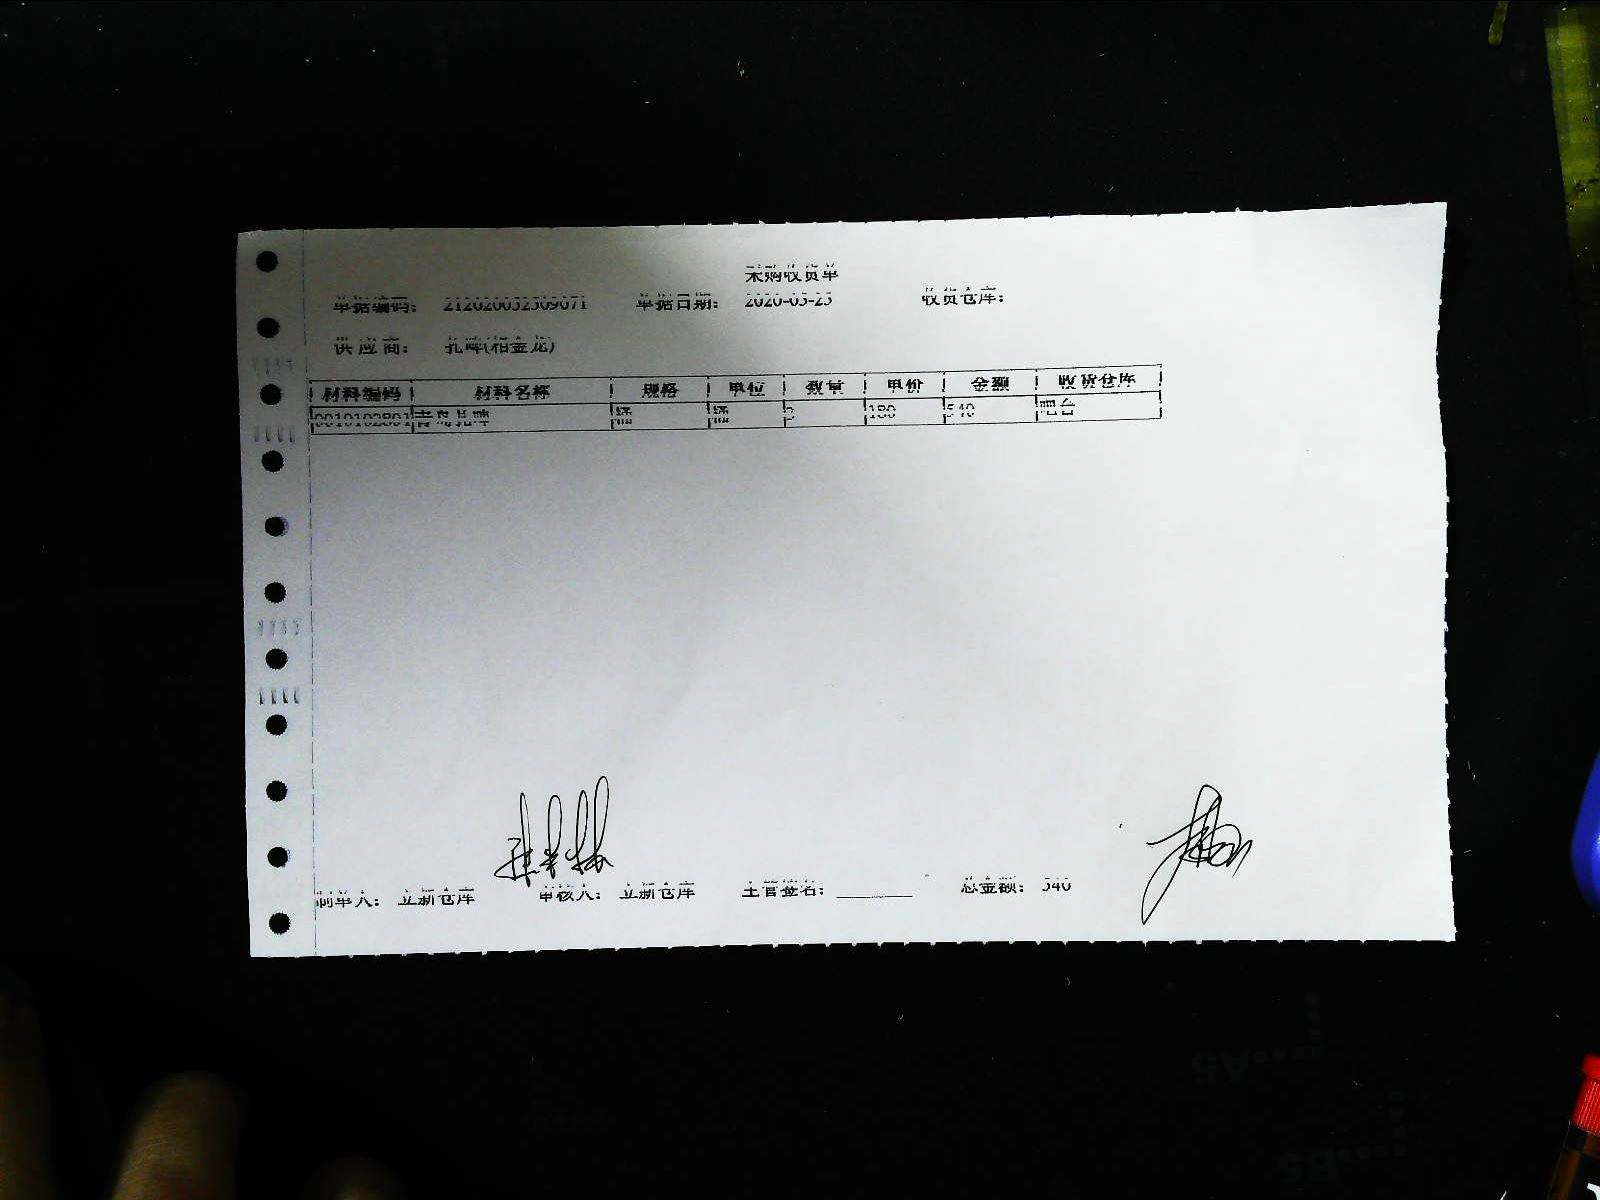 采购收货单
单据编码： 212020032309071 单据日期： 2020-03-23 收货仓库：
供应商： 扎啤(相金龙)
材料编码 材料名称 规格 单位 数量 单价 金额 收货仓库
0010102801 青岛扎啤 桶 桶 3 180 540 吧台
制单人： 立新仓库 审核人： 立新仓库 主管签名： 总金额： 540